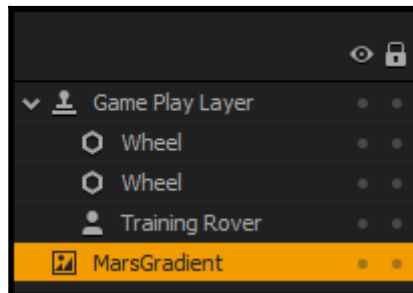 Game Play Layer
Wheel
Wheel
Training Rover
MarsGradient